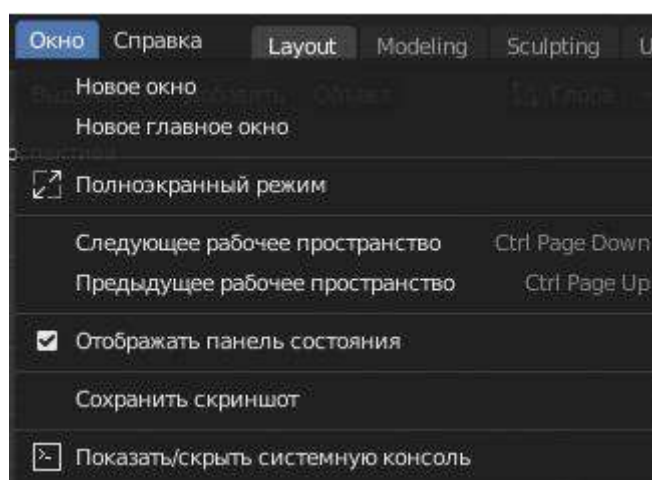 Окно Справка Layout Modeling Sculpting U
Новое окно
Новое главное окно
Полноэкранный режим
Следующее рабочее пространство Ctrl Page Down
Предыдущее рабочее пространство Ctrl Page Up
Отображать панель состояния
Сохранить скриншот
Показать/скрыть системную консоль